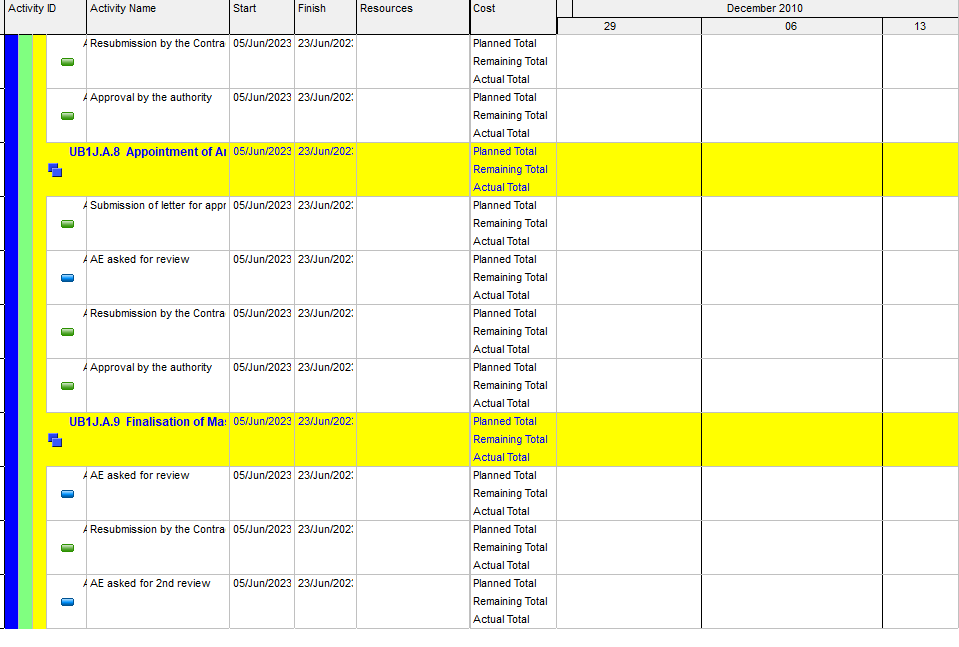 Activity ID Activity Name Start Finish Resources Cost December 2010
29 06 13
A Resubmission by the Contra 05/Jun/2023 23/Jun/202 Planned Total
Remaining Total
Actual Total
A Approval by the authority 05/Jun/2023 23/Jun/202 Planned Total
Remaining Total
Actual Total
UB1J.A.8 Appointment of Ar 05/Jun/2023 23/Jun/202 Planned Total
Remaining Total
Actual Total
A Submission of letter for appr 05/Jun/2023 23/Jun/202 Planned Total
Remaining Total
Actual Total
A AE asked for review 05/Jun/2023 23/Jun/202 Planned Total
Remaining Total
Actual Total
A Resubmission by the Contra 05/Jun/2023 23/Jun/202 Planned Total
Remaining Total
Actual Total
A Approval by the authority 05/Jun/2023 23/Jun/202 Planned Total
Remaining Total
Actual Total
UB1J.A.9 Finalisation of Mas 05/Jun/2023 23/Jun/202 Planned Total
Remaining Total
Actual Total
A AE asked for review 05/Jun/2023 23/Jun/202 Planned Total
Remaining Total
Actual Total
A Resubmission by the Contra 05/Jun/2023 23/Jun/202 Planned Total
Remaining Total
Actual Total
A AE asked for 2nd review 05/Jun/2023 23/Jun/202 Planned Total
Remaining Total
Actual Total